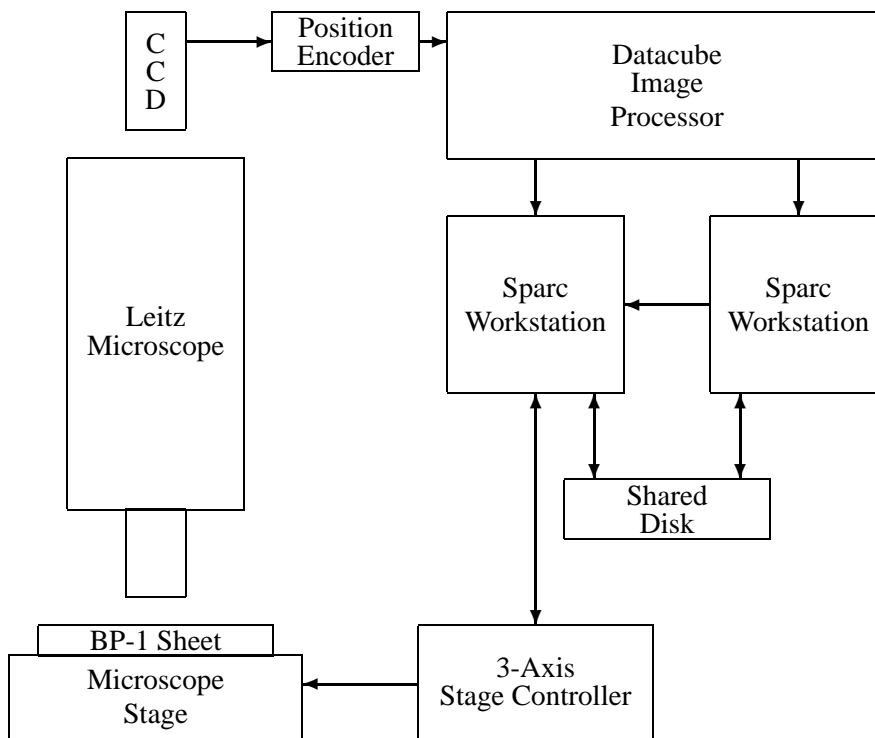 C
C
D
Position
Encoder
Datacube
Image
Processor
Leitz
Microscope
Sparc
Workstation
Sparc
Workstation
Shared
Disk
BP-1 Sheet
Microscope
Stage
3-Axis
Stage Controller